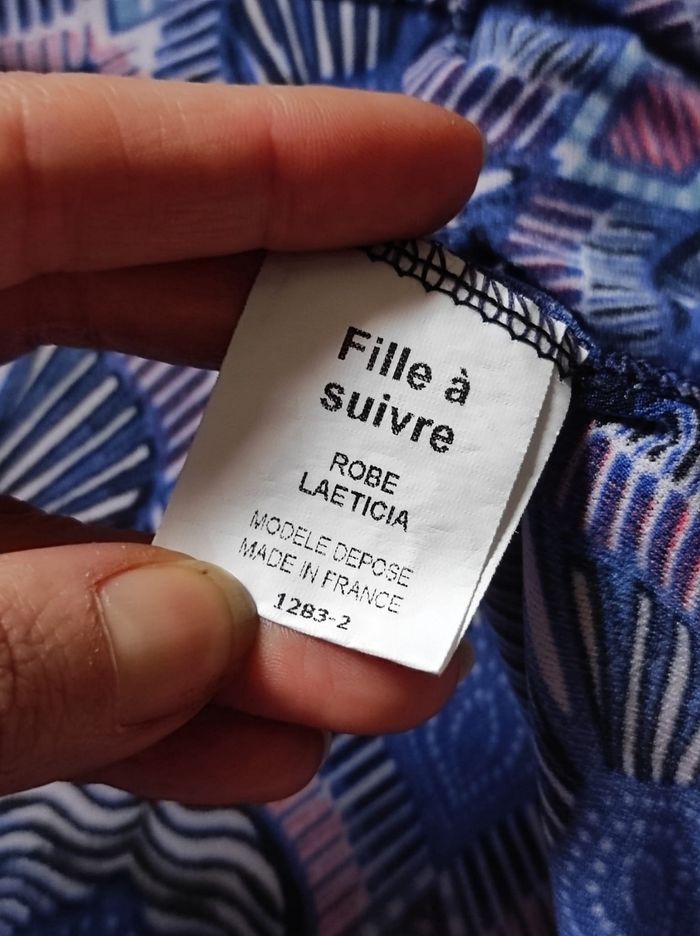 Fille à
suivre
ROBE
LAETICIA
MODELE DEPOSE
MADE IN FRANCE
1283-2